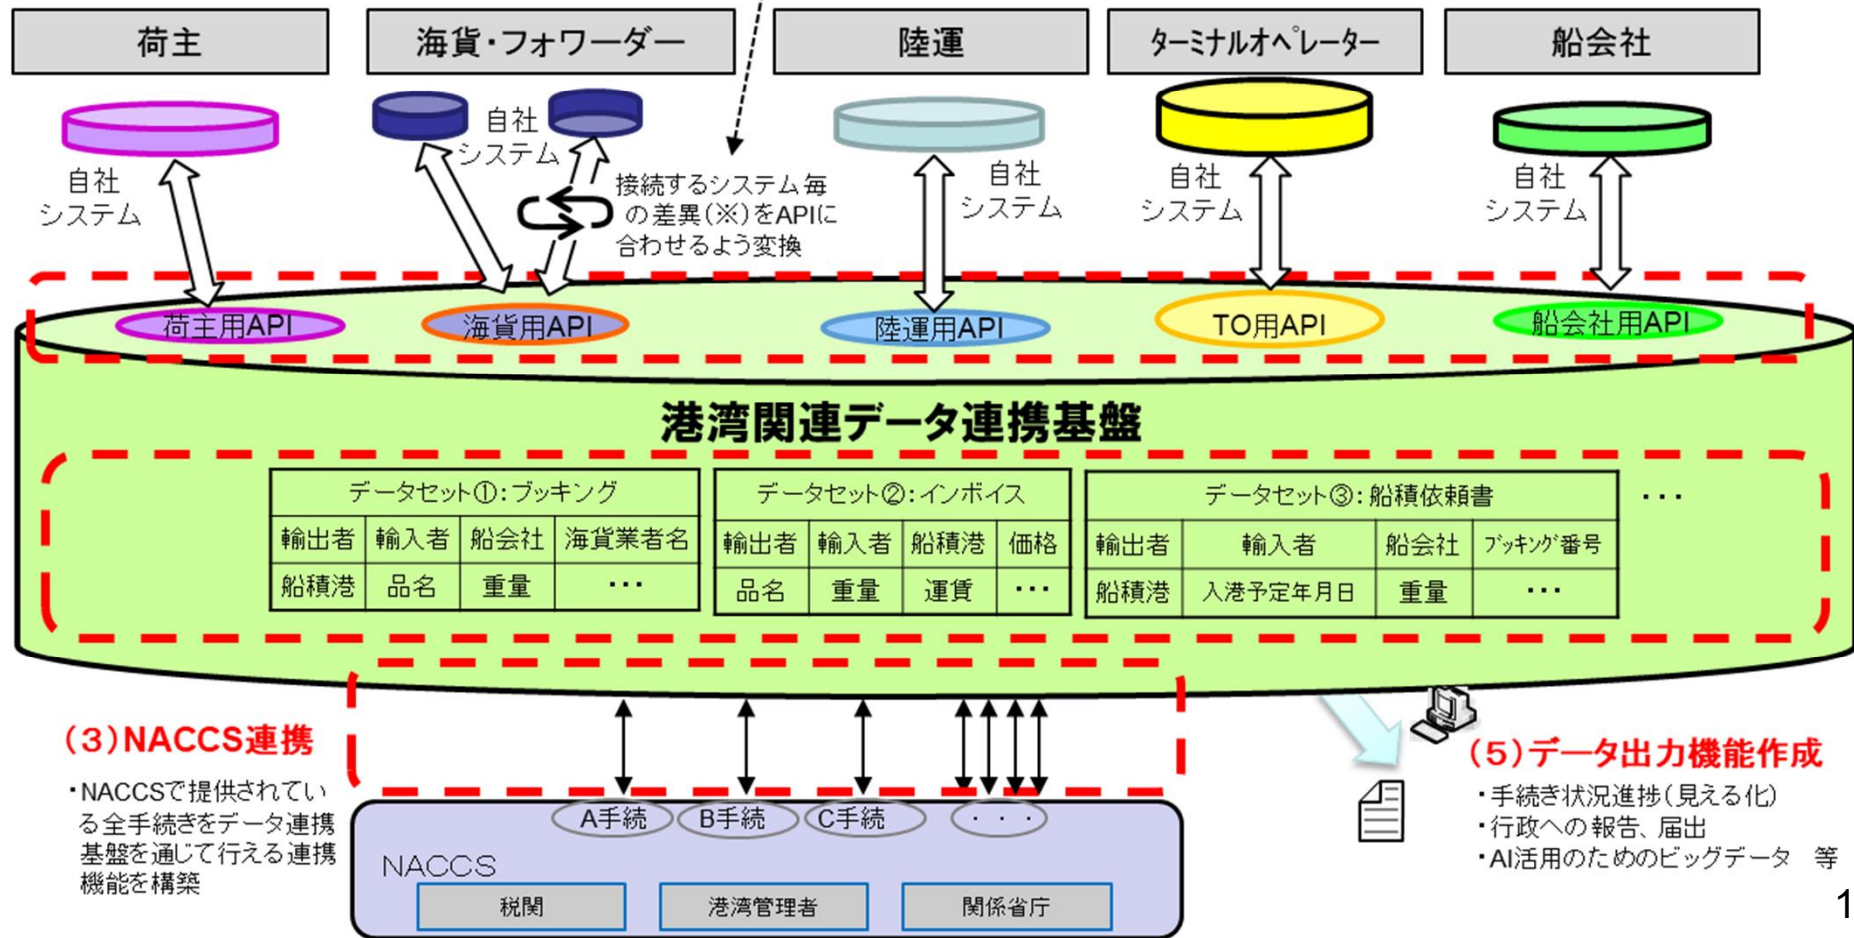 荷主
海貨・フォワーダー
陸運
ターミナルオペレーター
船会社
自社
システム
自社
システム
接続するシステム毎
の差異(※)をAPIに
合わせるよう変換
自社
システム
自社
システム
自社
システム
荷主用API
海貨用API
陸運用API
TO用API
船会社用API
港湾関連データ連携基盤
データセット①：ブッキング
輸出者 輸入者 船会社 海貨業者名
船積港 品名 重量 ・・・
データセット②：インボイス
輸出者 輸入者 船積港 価格
品名 重量 運賃 ・・・
データセット③：船積依頼書
輸出者 輸入者 船会社 ブッキング番号
船積港 入港予定年月日 重量 ・・・
・・・
（３）NACCS連携
・NACCSで提供されてい
る全手続きをデータ連携
基盤を通じて行える連携
機能を構築
A手続
B手続
C手続
・・・
NACCS
税関
港湾管理者
関係省庁
（５）データ出力機能作成
・手続き状況進捗(見える化)
・行政への報告、届出
・AI活用のためのビッグデータ 等
1